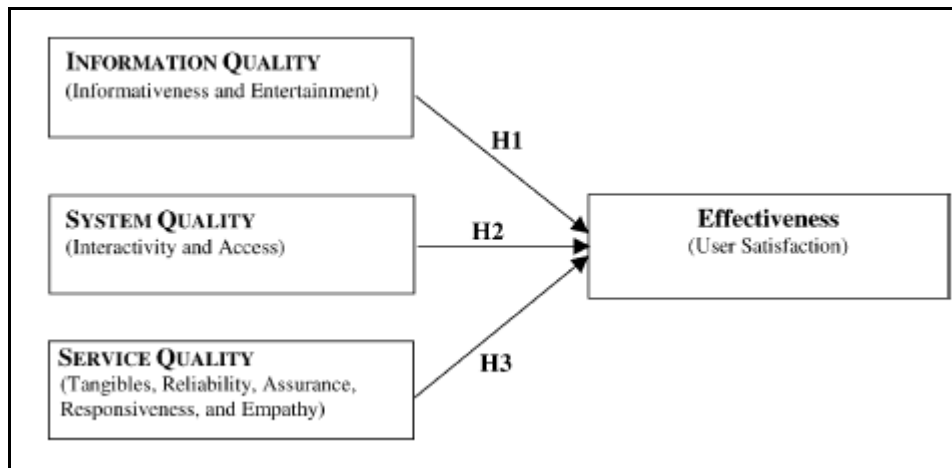 INFORMATION QUALITY
(Informativeness and Entertainment)
H1
SYSTEM QUALITY
(Interactivity and Access)
H2
Effectiveness
(User Satisfaction)
SERVICE QUALITY
(Tangibles, Reliability, Assurance,
Responsiveness, and Empathy)
H3